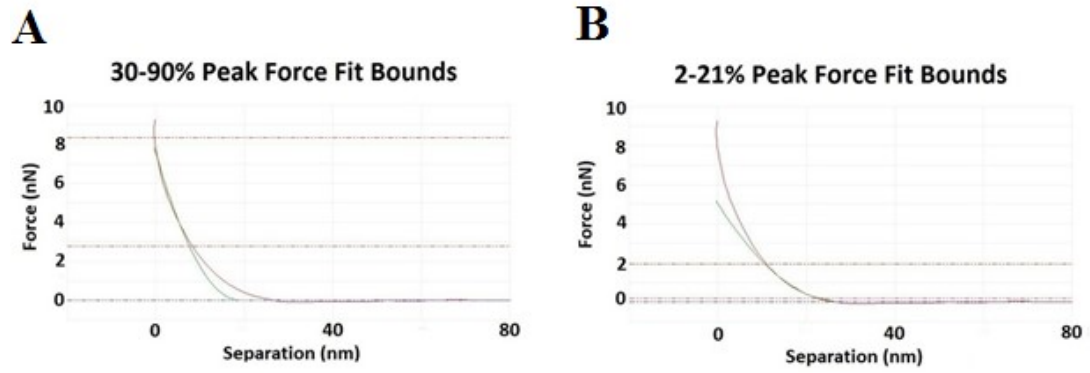 A
30-90% Peak Force Fit Bounds
10
8
6
4
2
0
Force (nN)
0 40 80
Separation (nm)
B
2-21% Peak Force Fit Bounds
10
8
6
4
2
0
Force (nN)
0 40 80
Separation (nm)